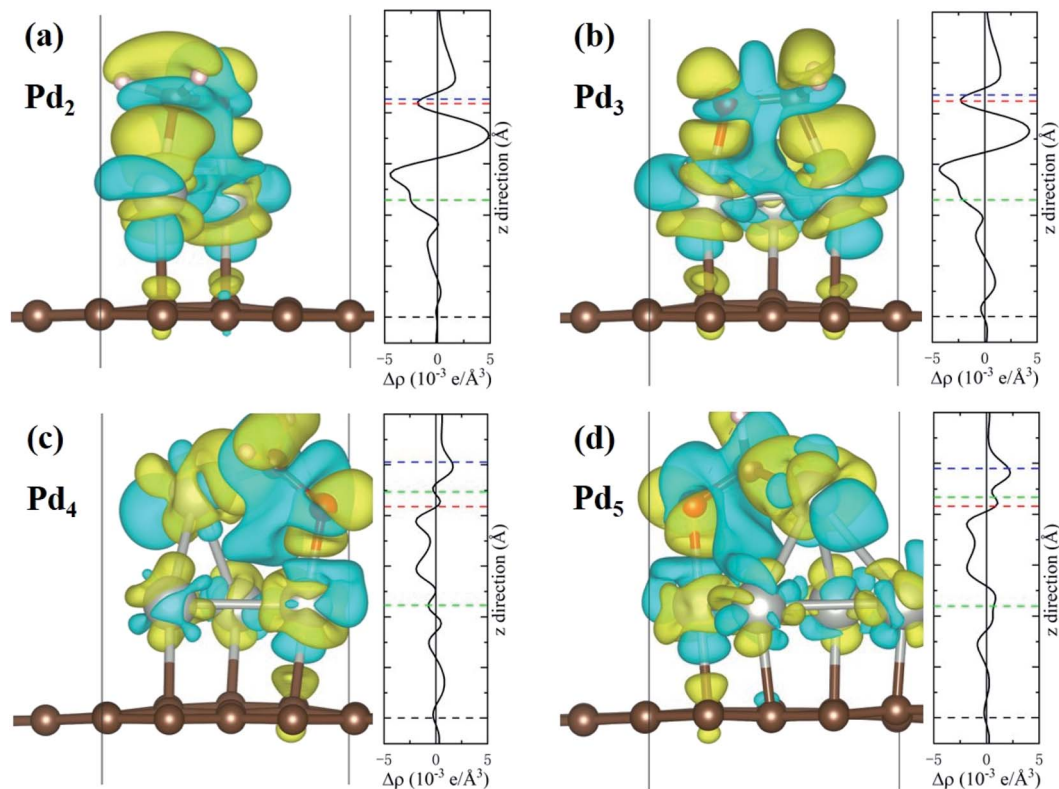 (a)
Pd₂
z direction (Å)
−5 0 5
Δρ (10⁻³ e/Å³)
(b)
Pd₃
z direction (Å)
−5 0 5
Δρ (10⁻³ e/Å³)
(c)
Pd₄
z direction (Å)
−5 0 5
Δρ (10⁻³ e/Å³)
(d)
Pd₅
z direction (Å)
−5 0 5
Δρ (10⁻³ e/Å³)